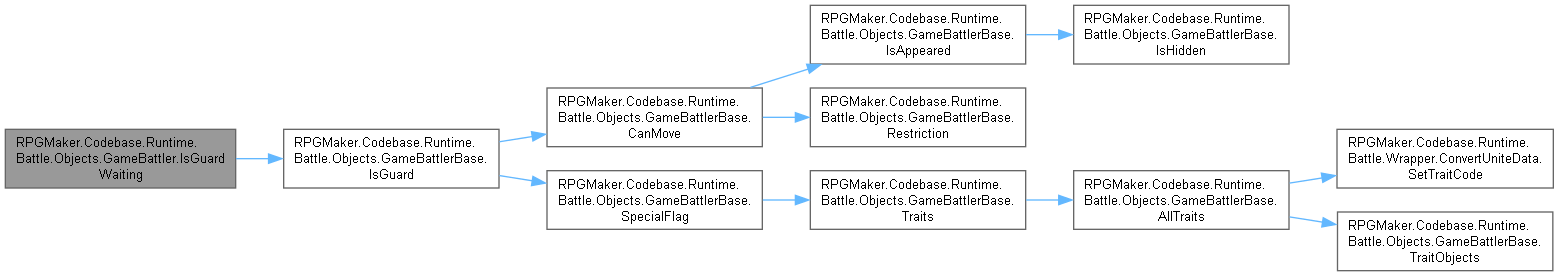 RPGMaker.Codebase.Runtime.
Battle.Objects.GameBattler.IsGuard
Waiting
RPGMaker.Codebase.Runtime.
Battle.Objects.GameBattlerBase.
IsGuard
RPGMaker.Codebase.Runtime.
Battle.Objects.GameBattlerBase.
CanMove
RPGMaker.Codebase.Runtime.
Battle.Objects.GameBattlerBase.
IsAppeared
RPGMaker.Codebase.Runtime.
Battle.Objects.GameBattlerBase.
IsHidden
RPGMaker.Codebase.Runtime.
Battle.Objects.GameBattlerBase.
Restriction
RPGMaker.Codebase.Runtime.
Battle.Objects.GameBattlerBase.
SpecialFlag
RPGMaker.Codebase.Runtime.
Battle.Objects.GameBattlerBase.
Traits
RPGMaker.Codebase.Runtime.
Battle.Objects.GameBattlerBase.
AllTraits
RPGMaker.Codebase.Runtime.
Battle.Wrapper.ConvertUniteData.
SetTraitCode
RPGMaker.Codebase.Runtime.
Battle.Objects.GameBattlerBase.
TraitObjects